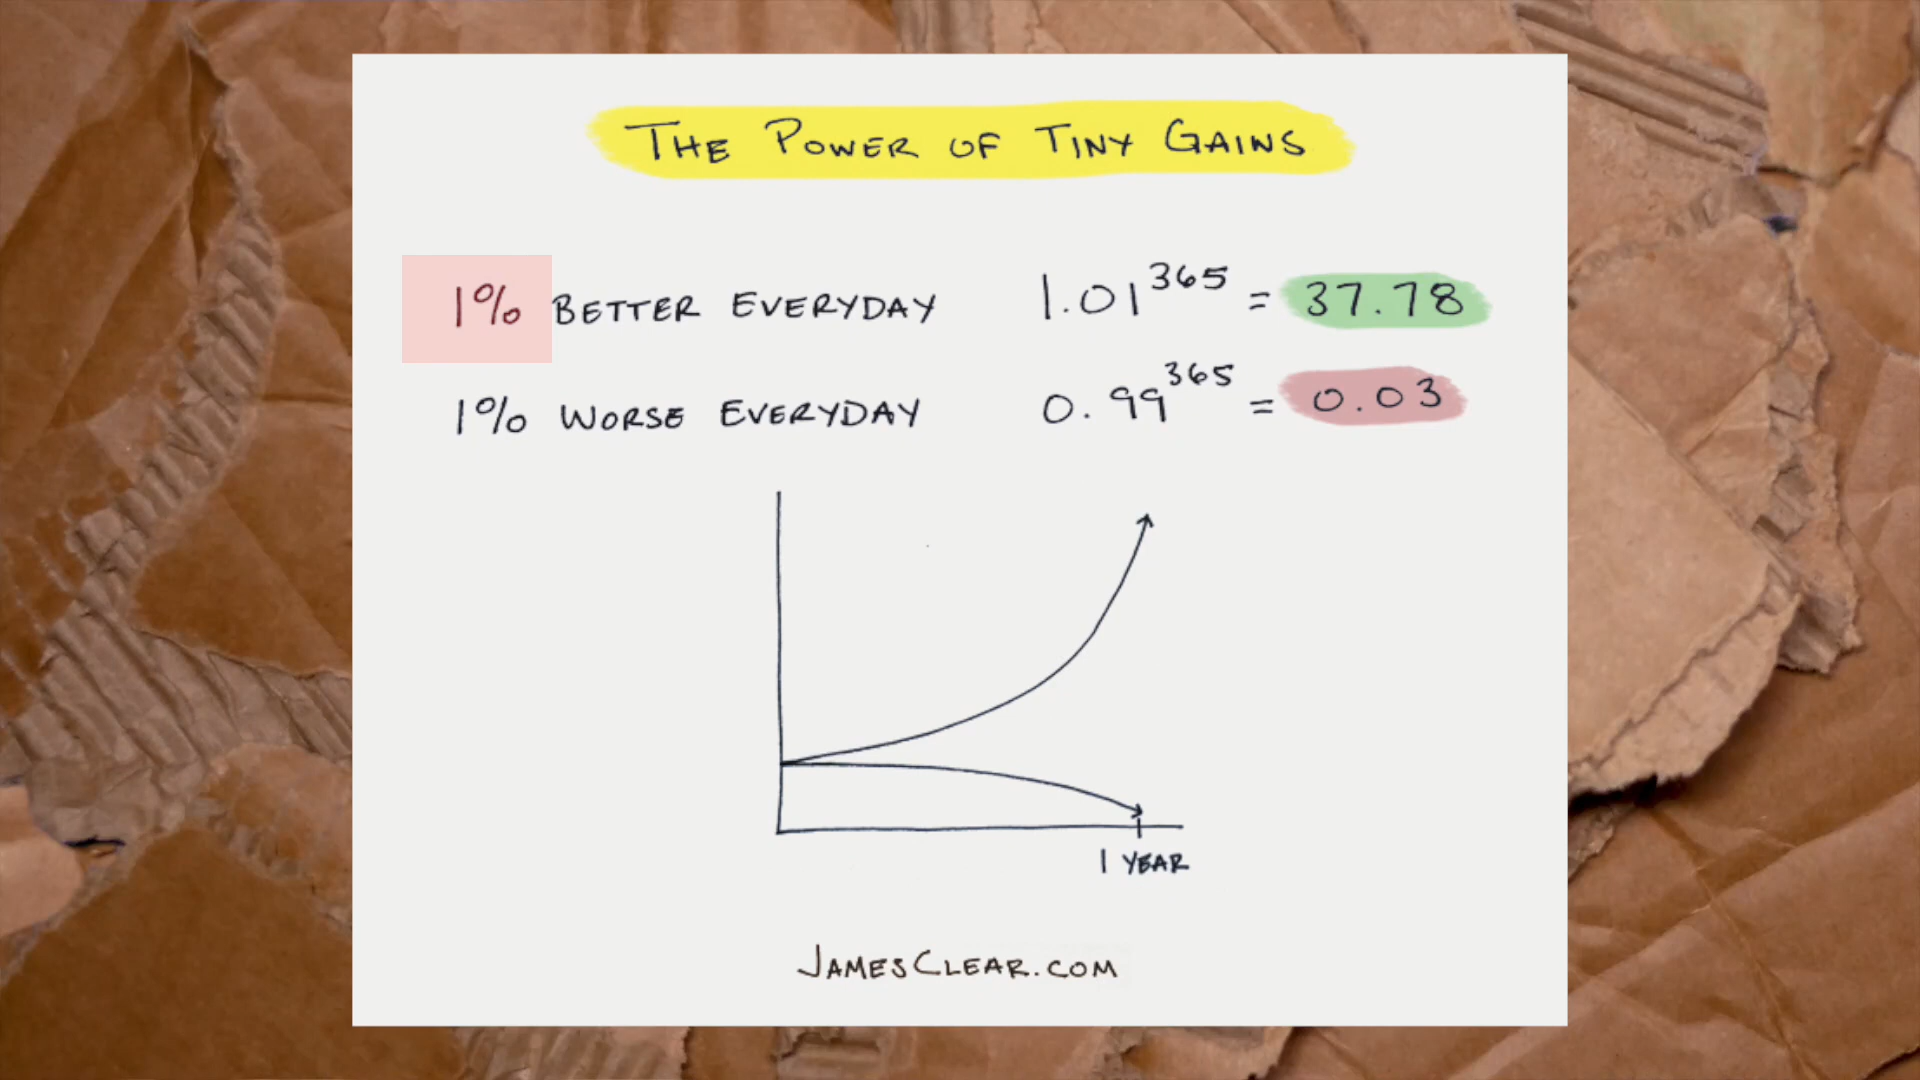 THE POWER OF TINY GAINS
1% BETTER EVERYDAY 1.01^365 = 37.78
1% WORSE EVERYDAY 0.99^365 = 0.03
1 YEAR
JAMESCLEAR.COM